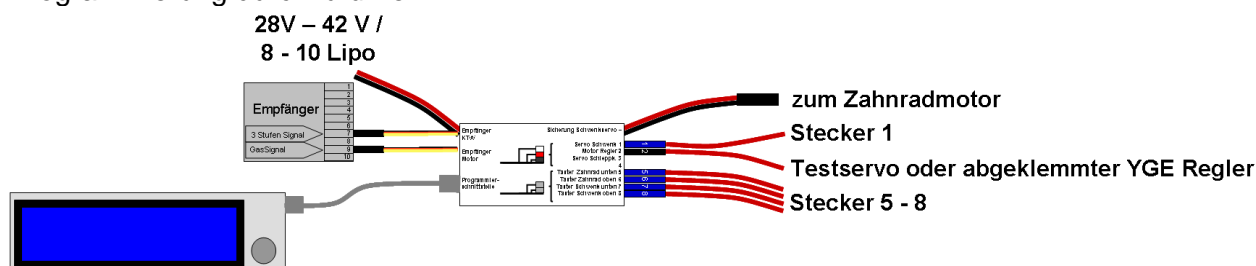 28V – 42 V /
8 - 10 Lipo
Empfänger
1
2
3
4
5
6
7
8
9
10
3 Stufen Signal
GasSignal
Empfänger
KTW
Empfänger
Motor
Programmier-
schnittstelle
Sicherung Schwenkservo –
Servo Schwenk 1
Motor Regler 2
Servo Schleppk. 3
4
Taster Zahnrad unten 5
Taster Zahnrad oben 6
Taster Schwenk unten 7
Taster Schwenk oben 8
1
2
5
6
7
8
zum Zahnradmotor
Stecker 1
Testservo oder abgeklemmter YGE Regler
Stecker 5 - 8